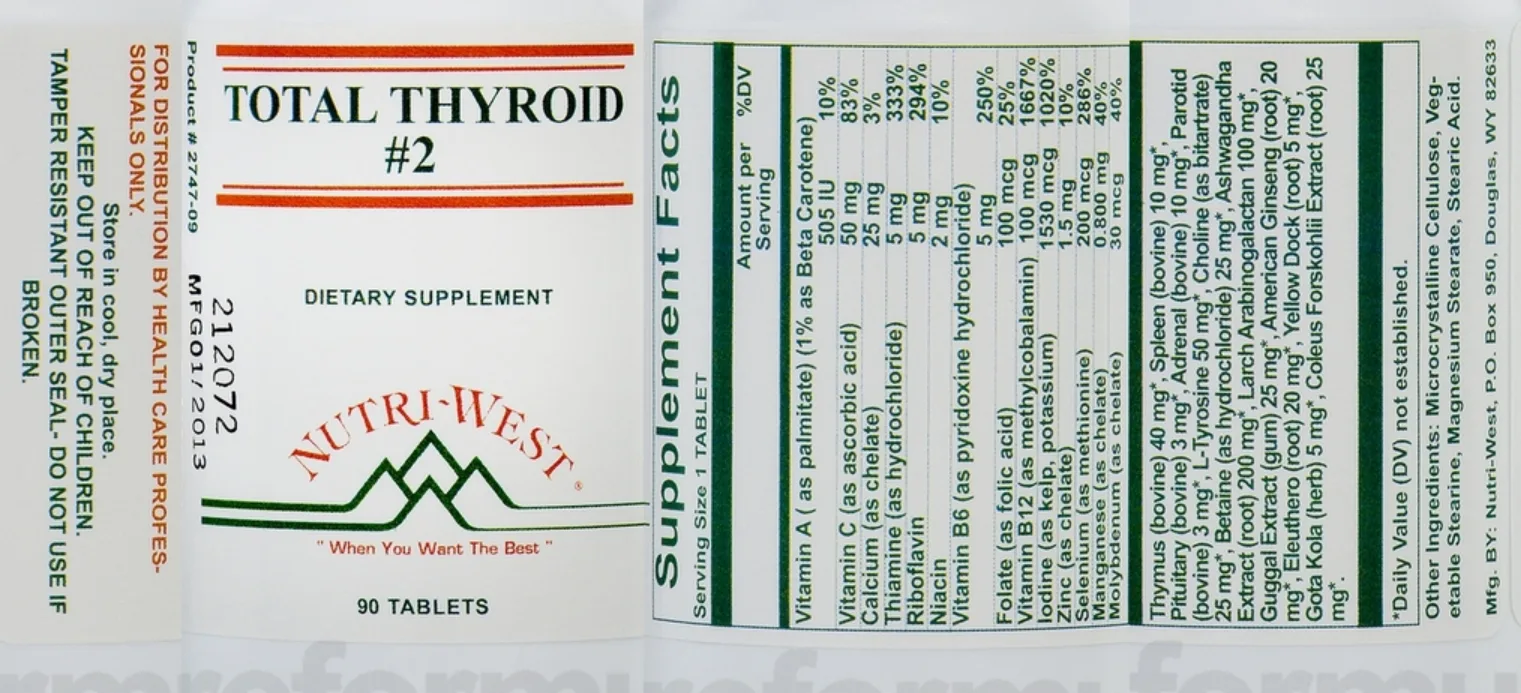 Store in cool, dry place.
KEEP OUT OF REACH OF CHILDREN.
TAMPER RESISTANT OUTER SEAL- DO NOT USE IF
BROKEN.
FOR DISTRIBUTION BY HEALTH CARE PROFES-
SIONALS ONLY.
Product # 2747-09
212072
MFG01/2013
TOTAL THYROID
#2
DIETARY SUPPLEMENT
NUTRI-WEST®
"When You Want The Best"
90 TABLETS
Supplement Facts
Serving Size 1 TABLET
Amount per Serving %DV
Vitamin A ( as palmitate) (1% as Beta Carotene)
505 IU 10%
Vitamin C (as ascorbic acid) 50 mg 83%
Calcium (as chelate) 25 mg 3%
Thiamine (as hydrochloride) 5 mg 333%
Riboflavin 5 mg 294%
Niacin 2 mg 10%
Vitamin B6 (as pyridoxine hydrochloride)
5 mg 250%
Folate (as folic acid) 100 mcg 25%
Vitamin B12 (as methylcobalamin) 100 mcg 1667%
Iodine (as kelp, potassium) 1530 mcg 1020%
Zinc (as chelate) 1.5 mg 10%
Selenium (as methionine) 200 mcg 286%
Manganese (as chelate) 0.800 mg 40%
Molybdenum (as chelate) 30 mcg 40%
Thymus (bovine) 40 mg*, Spleen (bovine) 10 mg*,
Pituitary (bovine) 3 mg*, Adrenal (bovine) 10 mg*, Parotid
(bovine) 3 mg*, L-Tyrosine 50 mg*, Choline (as bitartrate)
25 mg*, Betaine (as hydrochloride) 25 mg* Ashwagandha
Extract (root) 200 mg*, Larch Arabinogalactan 100 mg*,
Guggal Extract (gum) 25 mg*, American Ginseng (root) 20
mg*, Eleuthero (root) 20 mg*, Yellow Dock (root) 5 mg*,
Gota Kola (herb) 5 mg*, Coleus Forskohlii Extract (root) 25
mg*.
*Daily Value (DV) not established.
Other Ingredients: Microcrystalline Cellulose, Veg-
etable Stearine, Magnesium Stearate, Stearic Acid.
Mfg. BY: Nutri-West, P.O. Box 950, Douglas, WY 82633